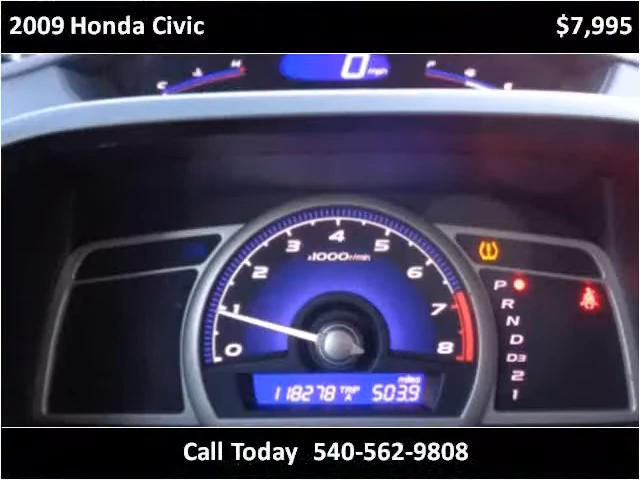 2009 Honda Civic $7,995
C H 0 mph F E
0 1 2 3 4 5 6 7 8
x1000r/min
P
R
N
D
D3
2
1
118278 TRIP A 503.9 miles
Call Today 540-562-9808